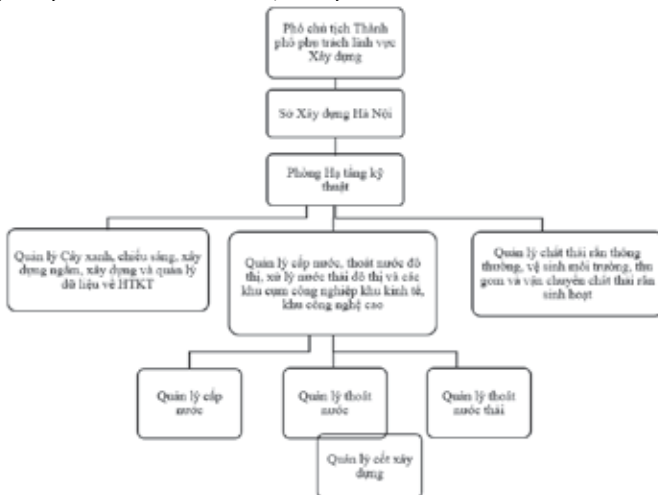 Phó chủ tịch Thành
phố phụ trách lĩnh vực
Xây dựng
Sở Xây dựng Hà Nội
Phòng Hạ tầng kỹ
thuật
Quản lý Cây xanh, chiếu sáng, xây
dựng ngầm, xây dựng và quản lý
dữ liệu về HTKT
Quản lý cấp nước, thoát nước đô
thị, xử lý nước thải đô thị và các
khu cụm công nghiệp khu kinh tế,
khu công nghệ cao
Quản lý chất thải rắn thông
thường, vệ sinh môi trường, thu
gom và vận chuyển chất thải rắn
sinh hoạt
Quản lý cấp
nước
Quản lý thoát
nước
Quản lý thoát
nước thải
Quản lý cốt xây
dựng